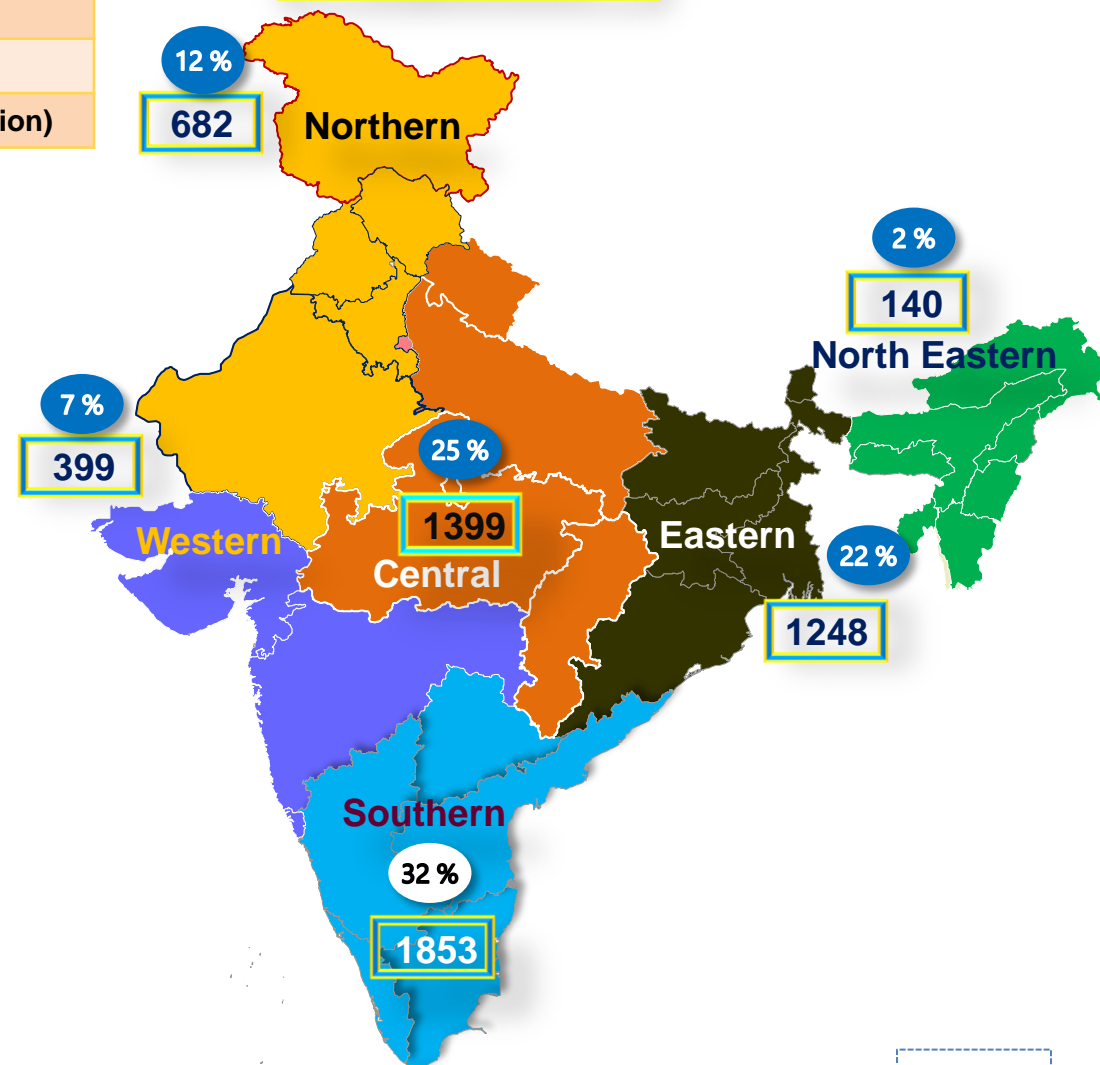 12 %
682
ion)
Northern
2 %
140
North Eastern
7 %
399
25 %
1399
Western
Central
Eastern
22 %
1248
Southern
32 %
1853